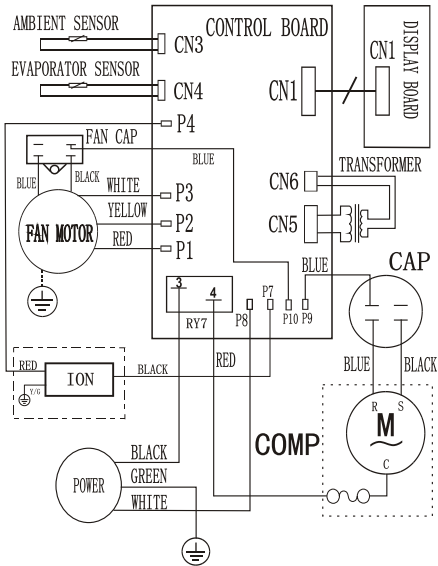 AMBIENT SENSOR
CONTROL BOARD
CN3
EVAPORATOR SENSOR
CN4
CN1
CN1
DISPLAY BOARD
P4
FAN CAP
BLUE
TRANSFORMER
BLUE
BLACK
WHITE
P3
CN6
YELLOW
P2
CN5
FAN MOTOR
RED
P1
BLUE
CAP
3
4
RY7
P8
P7
P10
P9
RED
ION
BLACK
RED
Y/G
BLUE
BLACK
R
S
M
C
COMP
BLACK
GREEN
WHITE
POWER